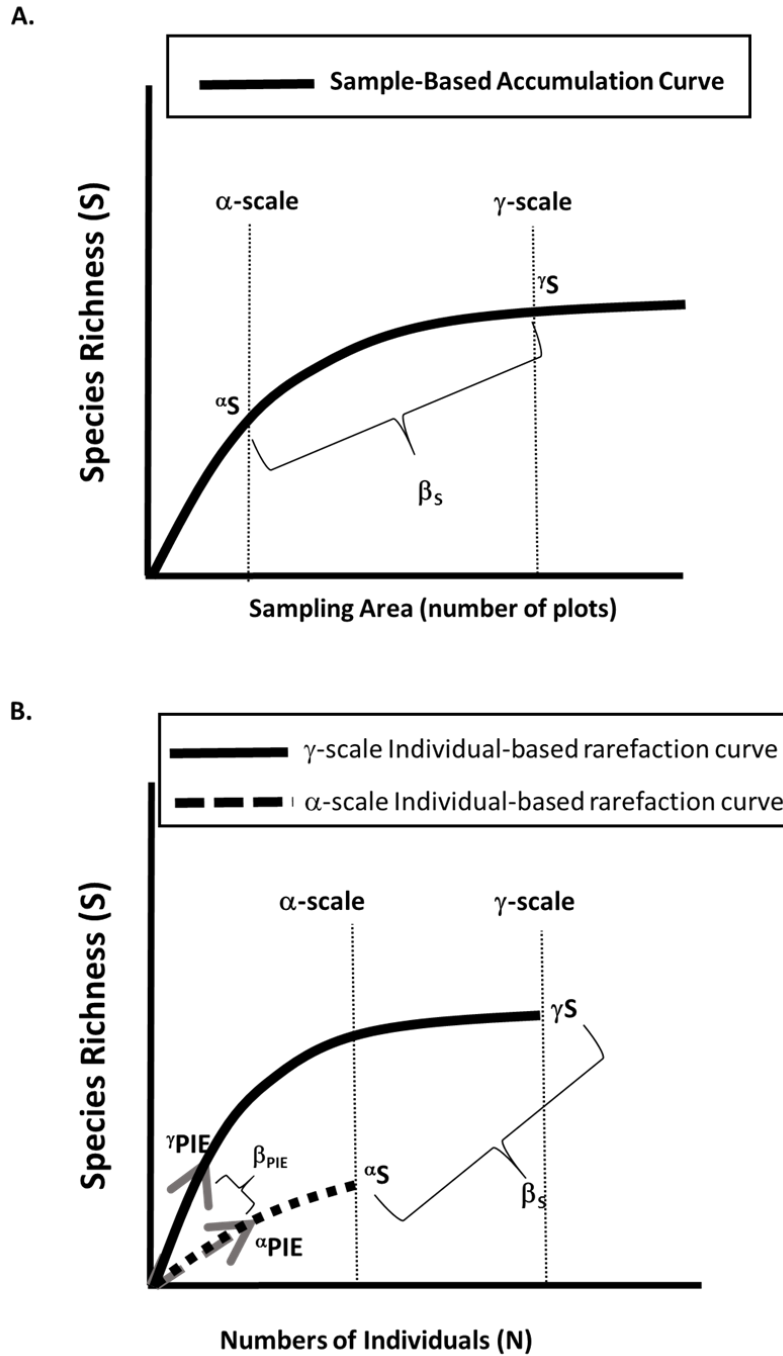 A.
Sample-Based Accumulation Curve
Species Richness (S)
α-scale
γ-scale
γS
αS
βS
Sampling Area (number of plots)
B.
γ-scale Individual-based rarefaction curve
α-scale Individual-based rarefaction curve
Species Richness (S)
α-scale
γ-scale
γS
γPIE
βPIE
αS
βS
αPIE
Numbers of Individuals (N)